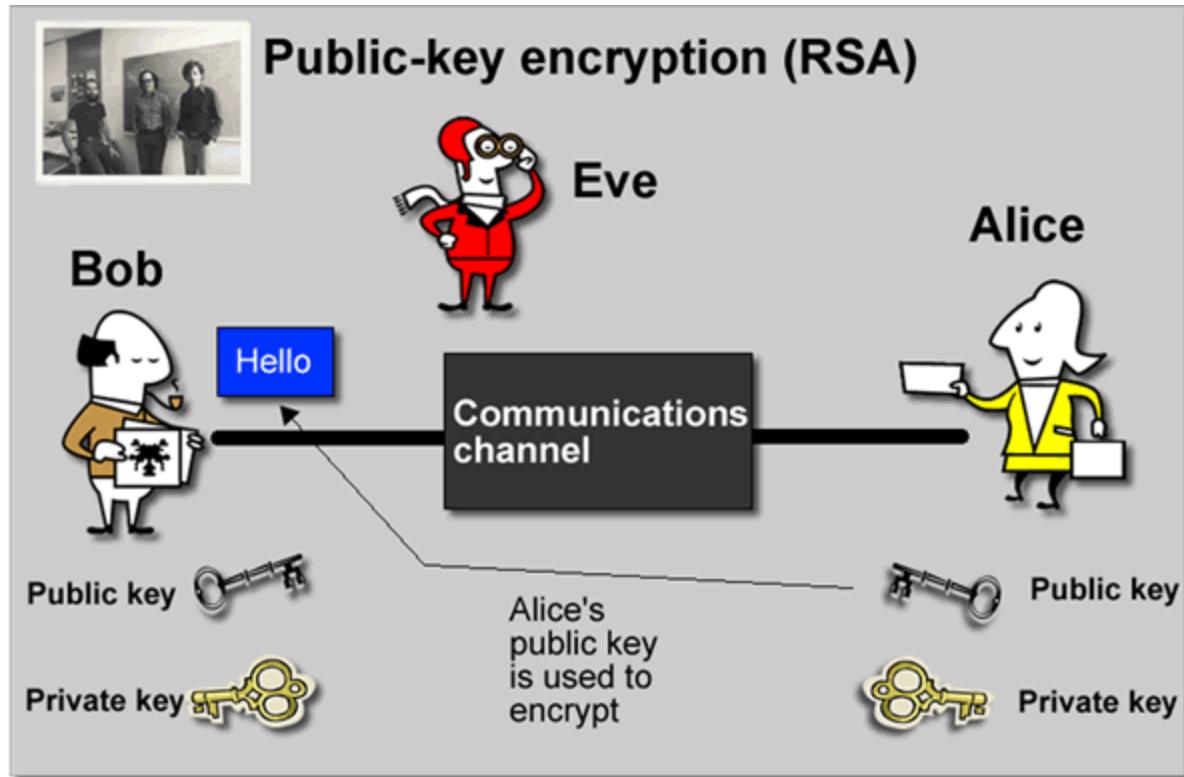 Public-key encryption (RSA)
Eve
Alice
Bob
Hello
Communications
channel
Public key
Public key
Alice's
public key
is used to
encrypt
Private key
Private key